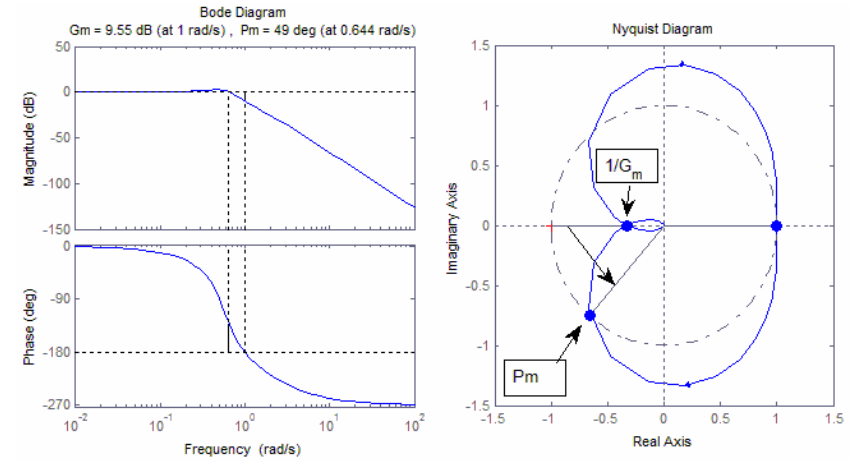 Bode Diagram
Gm = 9.55 dB (at 1 rad/s) , Pm = 49 deg (at 0.644 rad/s)
50
0
-50
-100
-150
Magnitude (dB)
0
-90
-180
-270
Phase (deg)
10^-2
10^-1
10^0
10^1
10^2
Frequency (rad/s)
Nyquist Diagram
1.5
1
0.5
0
-0.5
-1
-1.5
Imaginary Axis
1/G_m
Pm
-1.5
-1
-0.5
0
0.5
1
1.5
Real Axis